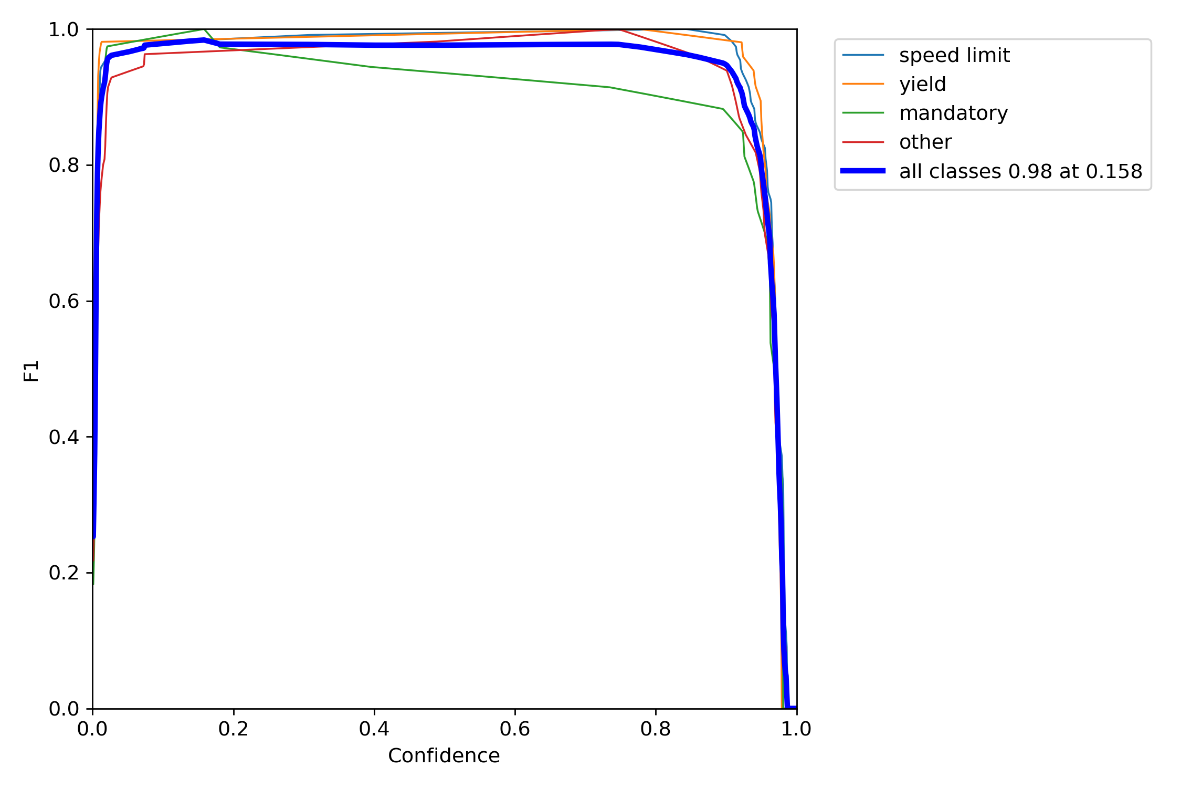 1.0
0.8
0.6
0.4
0.2
0.0
F1
0.0 0.2 0.4 0.6 0.8 1.0
Confidence
speed limit
yield
mandatory
other
all classes 0.98 at 0.158